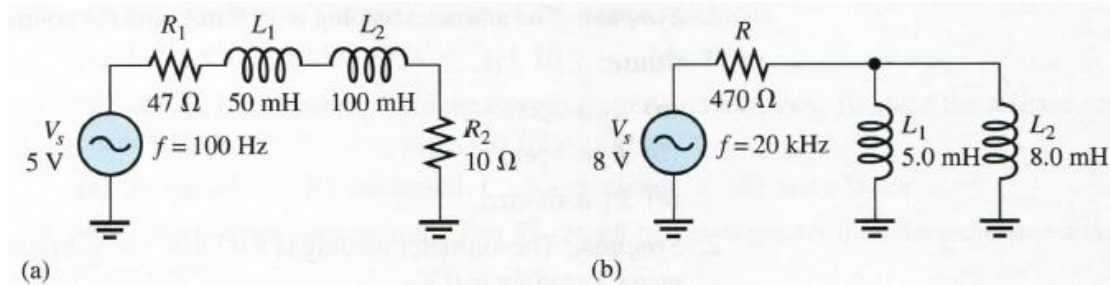 R1 L1 L2
47 Ω 50 mH 100 mH
Vs
5 V
f = 100 Hz
R2
10 Ω
(a)
R
470 Ω
Vs
8 V
f = 20 kHz
L1
5.0 mH
L2
8.0 mH
(b)